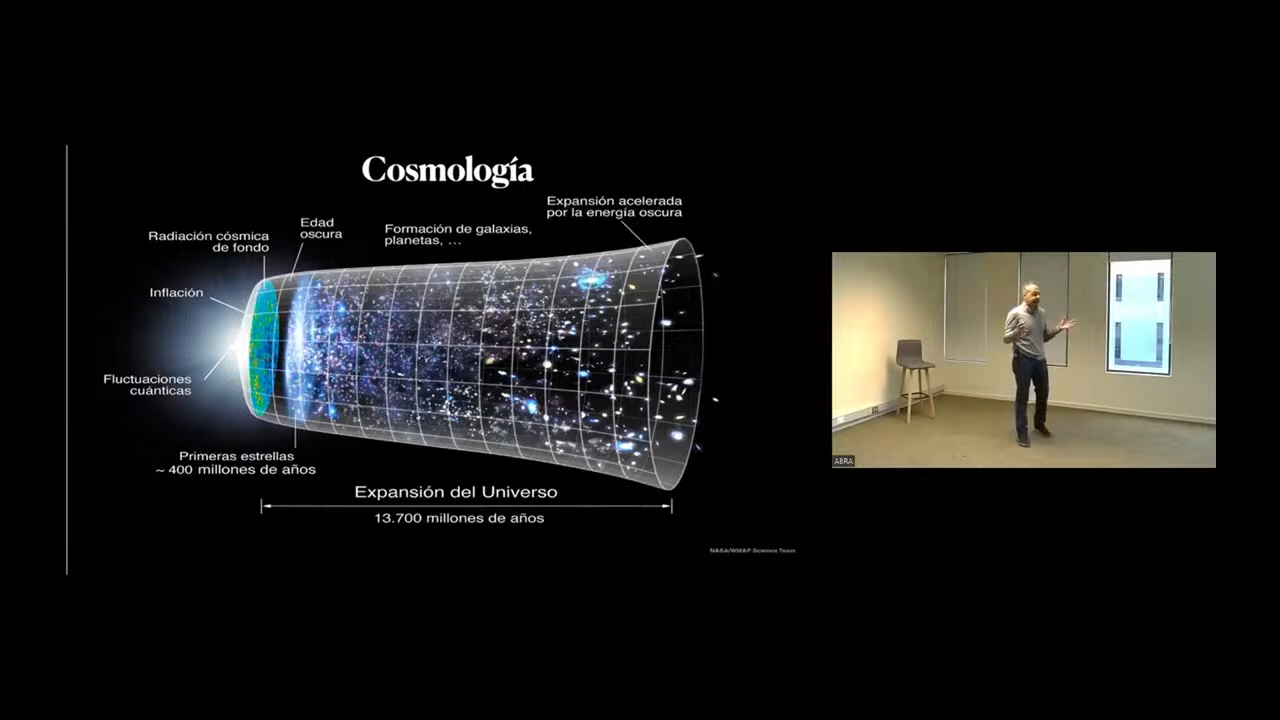 Cosmología
Expansión acelerada
por la energía oscura
Edad
oscura
Formación de galaxias,
planetas, ...
Radiación cósmica
de fondo
Inflación
Fluctuaciones
cuánticas
Primeras estrellas
~ 400 millones de años
Expansión del Universo
13.700 millones de años
NASA/WMAP Science Team
ABRA